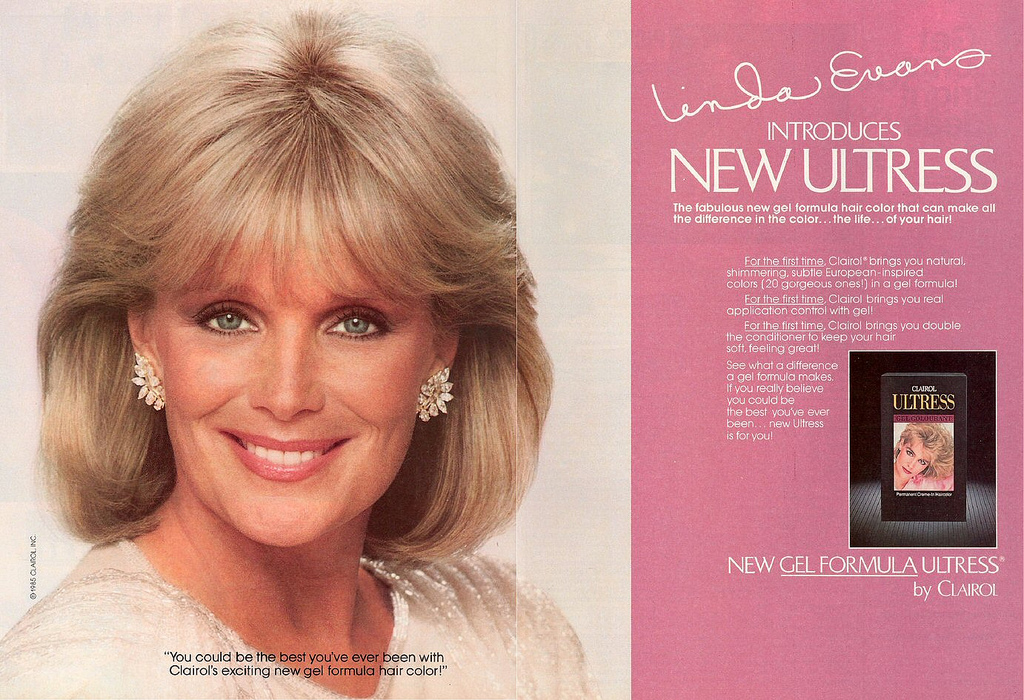 © 1985 CLAIROL INC.
"You could be the best you've ever been with
Clairol's exciting new gel formula hair color!"
Linda Evans
INTRODUCES
NEW ULTRESS
The fabulous new gel formula hair color that can make all
the difference in the color...the life...of your hair!
For the first time, Clairol® brings you natural,
shimmering, subtle European-inspired
colors (20 gorgeous ones!) in a gel formula!
For the first time, Clairol brings you real
application control with gel!
For the first time, Clairol brings you double
the conditioner to keep your hair
soft, feeling great!
See what a difference
a gel formula makes.
If you really believe
you could be
the best you've ever
been... new Ultress
is for you!
CLAIROL
ULTRESS
GEL COLOURANT
Permanent Creme-in Haircolor
NEW GEL FORMULA ULTRESS®
by CLAIROL